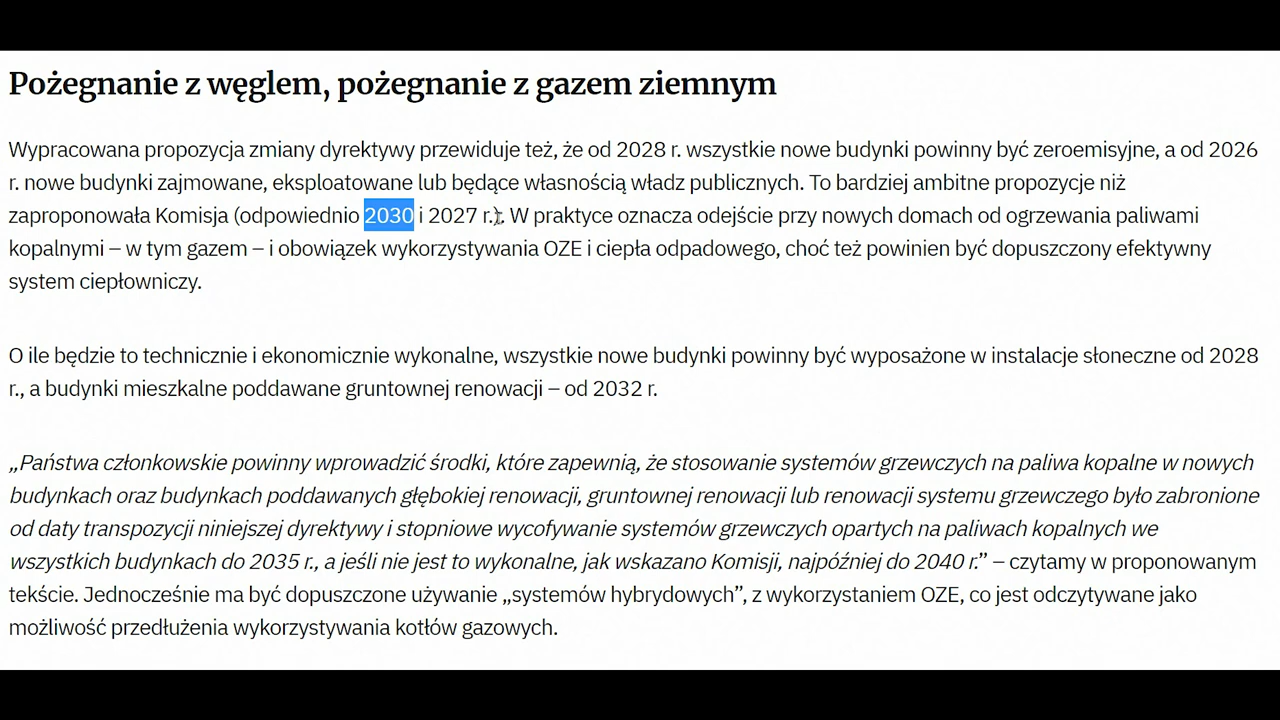 Pożegnanie z węglem, pożegnanie z gazem ziemnym
Wypracowana propozycja zmiany dyrektywy przewiduje też, że od 2028 r. wszystkie nowe budynki powinny być zeroemisyjne, a od 2026
r. nowe budynki zajmowane, eksploatowane lub będące własnością władz publicznych. To bardziej ambitne propozycje niż
zaproponowała Komisja (odpowiednio 2030 i 2027 r.). W praktyce oznacza odejście przy nowych domach od ogrzewania paliwami
kopalnymi – w tym gazem – i obowiązek wykorzystywania OZE i ciepła odpadowego, choć też powinien być dopuszczony efektywny
system ciepłowniczy.
O ile będzie to technicznie i ekonomicznie wykonalne, wszystkie nowe budynki powinny być wyposażone w instalacje słoneczne od 2028
r., a budynki mieszkalne poddawane gruntownej renowacji – od 2032 r.
„Państwa członkowskie powinny wprowadzić środki, które zapewnią, że stosowanie systemów grzewczych na paliwa kopalne w nowych
budynkach oraz budynkach poddawanych głębokiej renowacji, gruntownej renowacji lub renowacji systemu grzewczego było zabronione
od daty transpozycji niniejszej dyrektywy i stopniowe wycofywanie systemów grzewczych opartych na paliwach kopalnych we
wszystkich budynkach do 2035 r., a jeśli nie jest to wykonalne, jak wskazano Komisji, najpóźniej do 2040 r.” – czytamy w proponowanym
tekście. Jednocześnie ma być dopuszczone używanie „systemów hybrydowych”, z wykorzystaniem OZE, co jest odczytywane jako
możliwość przedłużenia wykorzystywania kotłów gazowych.